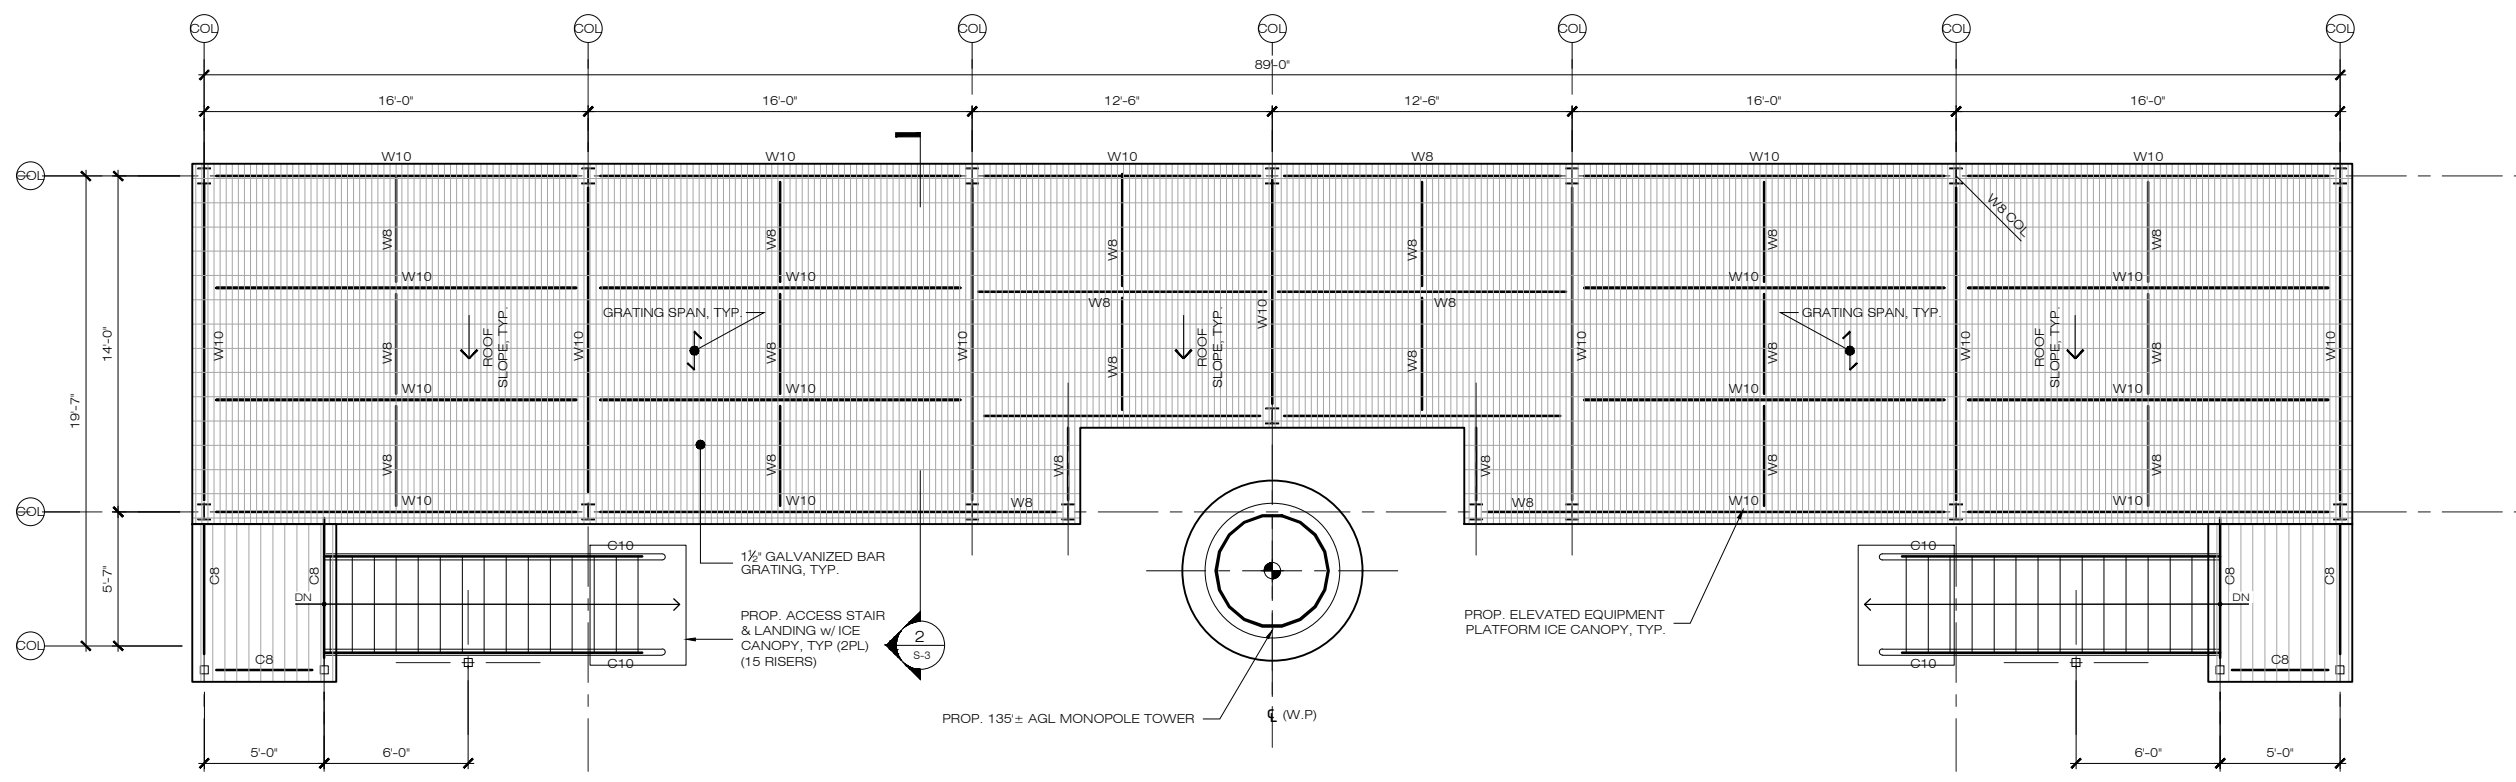 COL COL COL COL COL COL COL
89'-0"
16'-0" 16'-0" 12'-6" 12'-6" 16'-0" 16'-0"
W10 W10 W10 W8 W10 W10
COL
W8 W8 W8 W8 W8 W8
W8 COL
W10 W10 W10 W10
W8 W8
GRATING SPAN, TYP.
GRATING SPAN, TYP.
14'-0"
19'-7"
W10 W8 W10 W8 W10 W8 W10 W8 W10 W8 W10 W8 W10
ROOF
SLOPE, TYP.
ROOF
SLOPE, TYP.
ROOF
SLOPE, TYP.
W10 W10 W10 W10
W8 W8 W8 W8 W8 W8
COL
W10 W10 W8 W8 W10 W10
5'-7"
C10 C10
C8 C8 C8 C8
DN DN
1½" GALVANIZED BAR
GRATING, TYP.
PROP. ACCESS STAIR
& LANDING w/ ICE
CANOPY, TYP (2PL)
(15 RISERS)
2
S-3
PROP. ELEVATED EQUIPMENT
PLATFORM ICE CANOPY, TYP.
COL
C8 C10 C10 C8
PROP. 135'± AGL MONOPOLE TOWER
℄ (W.P)
5'-0" 6'-0" 6'-0" 5'-0"